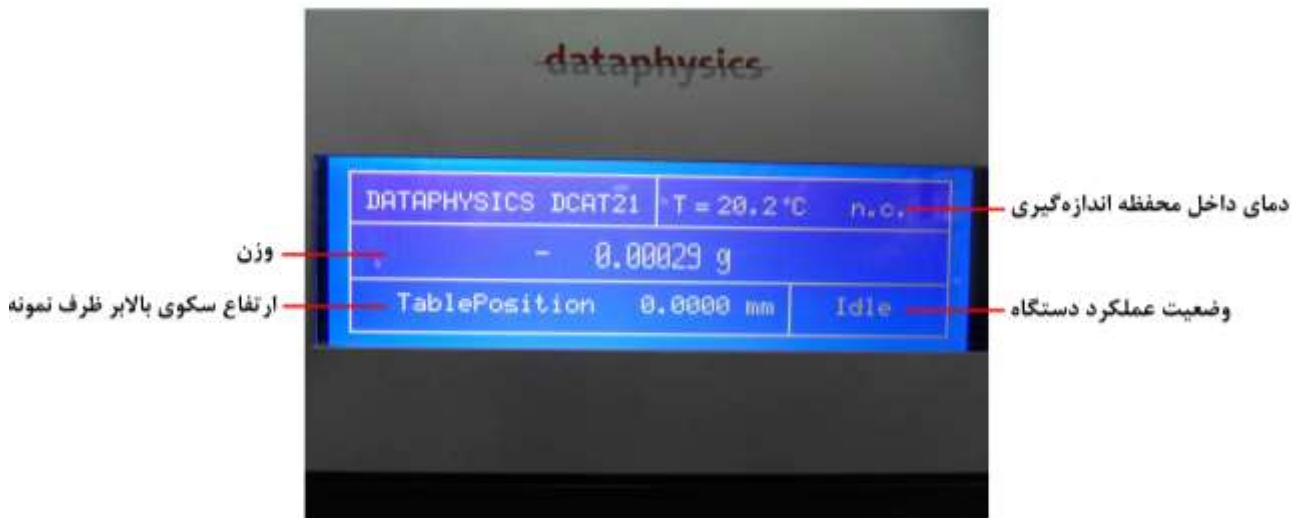 dataphysics
DATAPHYSICS DCAT21 T = 20.2 °C n.c.
دمای داخل محفظه اندازه‌گیری
وزن
- 0.00029 g
ارتفاع سکوی بالابر ظرف نمونه
TablePosition 0.0000 mm Idle
وضعیت عملکرد دستگاه